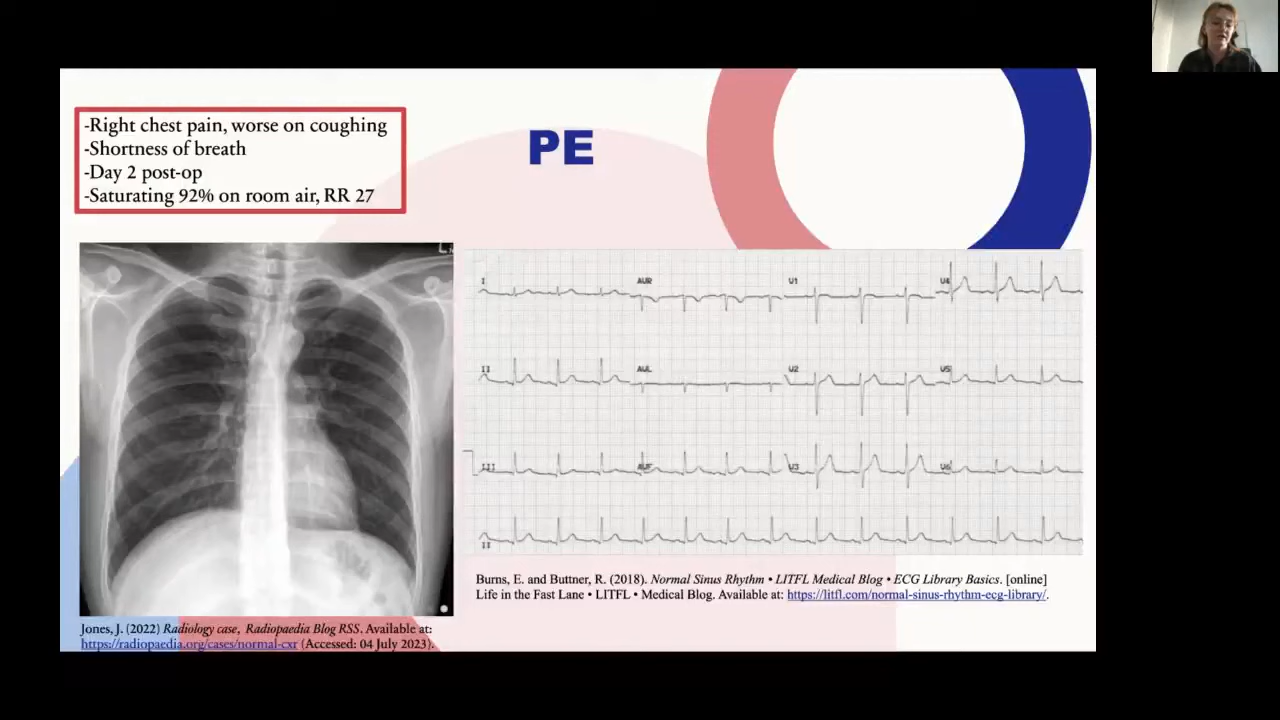 -Right chest pain, worse on coughing
-Shortness of breath
-Day 2 post-op
-Saturating 92% on room air, RR 27
PE
L
I AUR V1 V4
II AUL V2 V5
III AUF V3 V6
II
Burns, E. and Buttner, R. (2018). Normal Sinus Rhythm • LITFL Medical Blog • ECG Library Basics. [online]
Life in the Fast Lane • LITFL • Medical Blog. Available at: https://litfl.com/normal-sinus-rhythm-ecg-library/.
Jones, J. (2022) Radiology case, Radiopaedia Blog RSS. Available at:
https://radiopaedia.org/cases/normal-cxr (Accessed: 04 July 2023).